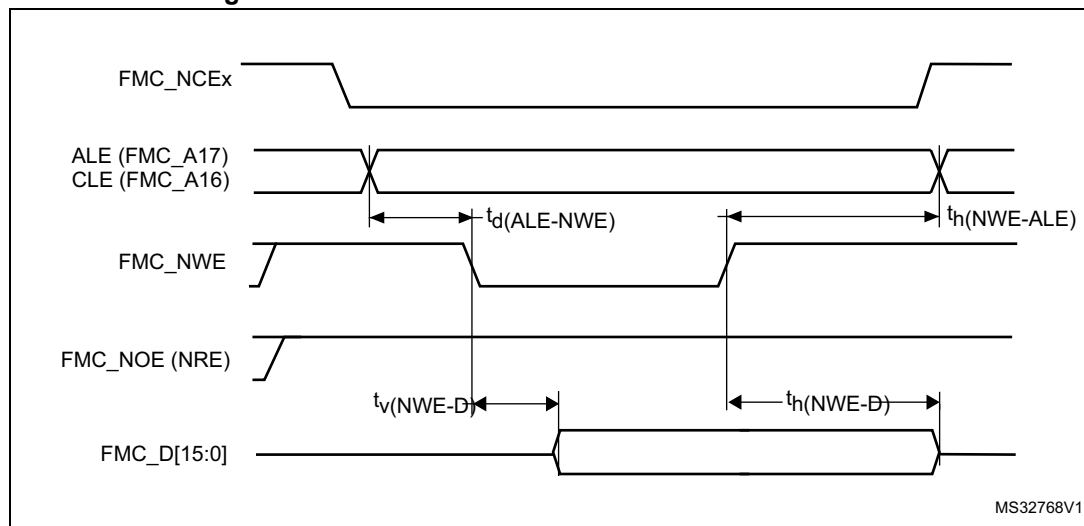 g
FMC_NCEx
ALE (FMC_A17)
CLE (FMC_A16)
td(ALE-NWE)
th(NWE-ALE)
FMC_NWE
FMC_NOE (NRE)
tv(NWE-D)
th(NWE-D)
FMC_D[15:0]
MS32768V1